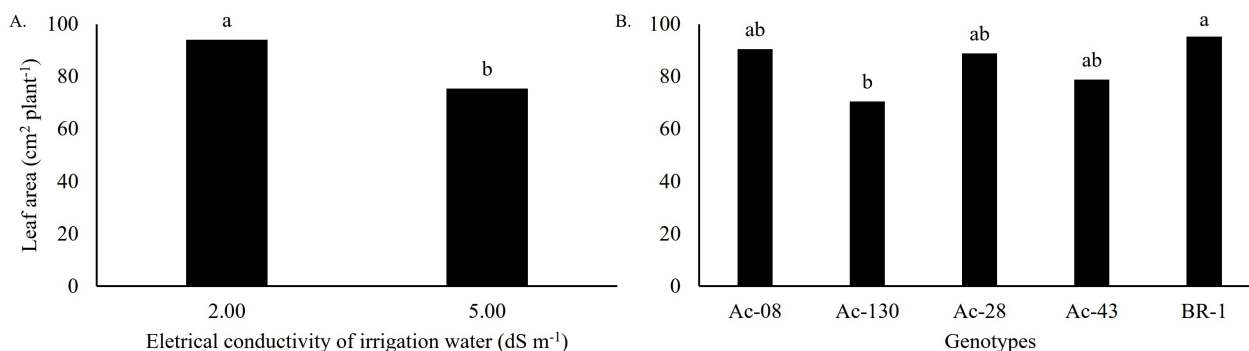 A.
Leaf area (cm² plant⁻¹)
100
80
60
40
20
0
a
b
2.00
5.00
Eletrical conductivity of irrigation water (dS m⁻¹)
B.
100
80
60
40
20
0
ab
b
ab
ab
a
Ac-08
Ac-130
Ac-28
Ac-43
BR-1
Genotypes